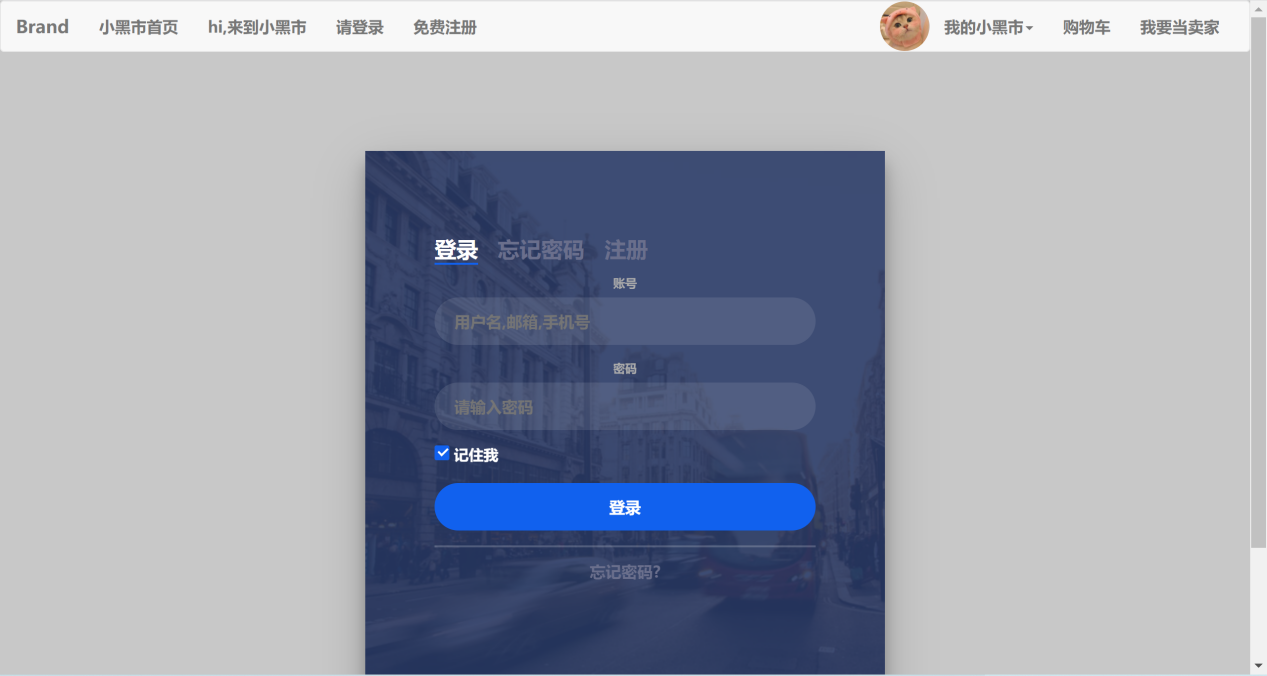 Brand 小黑市首页 hi,来到小黑市 请登录 免费注册 我的小黑市 购物车 我要当卖家
登录 忘记密码 注册
账号
用户名,邮箱,手机号
密码
请输入密码
记住我
登录
忘记密码?